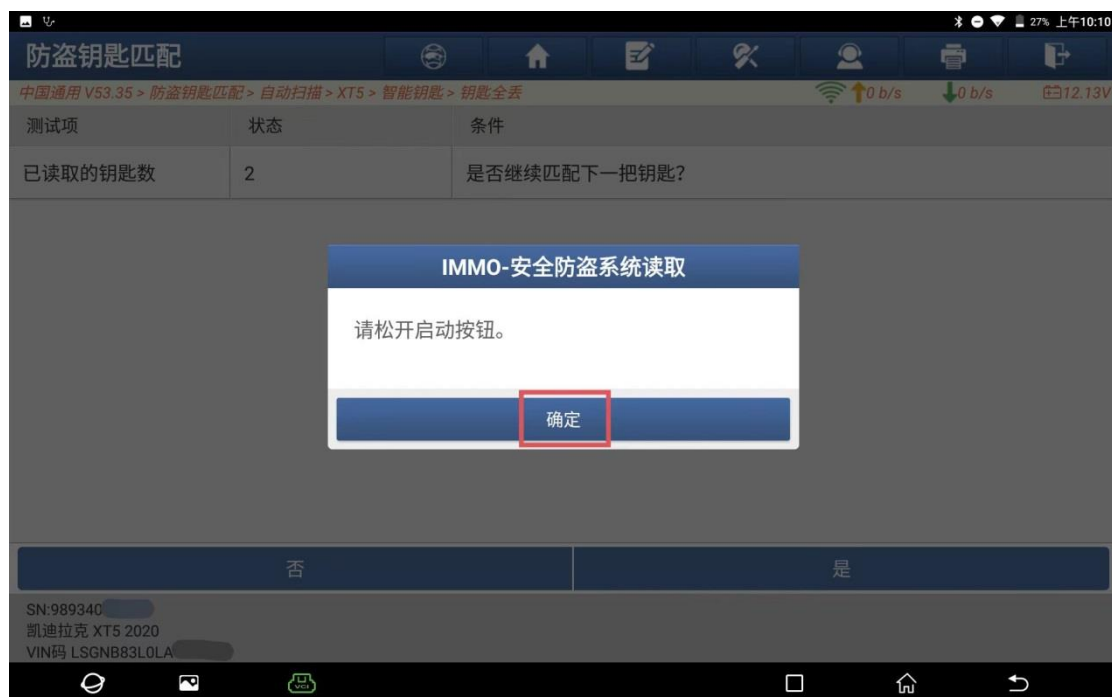 27% 上午10:10
防盗钥匙匹配
中国通用 V53.35 > 防盗钥匙匹配 > 自动扫描 > XT5 > 智能钥匙 > 钥匙全丢 0 b/s 0 b/s 12.13V
测试项 状态 条件
已读取的钥匙数 2 是否继续匹配下一把钥匙?
IMMO-安全防盗系统读取
请松开启动按钮。
确定
否 是
SN:989340
凯迪拉克 XT5 2020
VIN码 LSGNB83L0LA
VCI